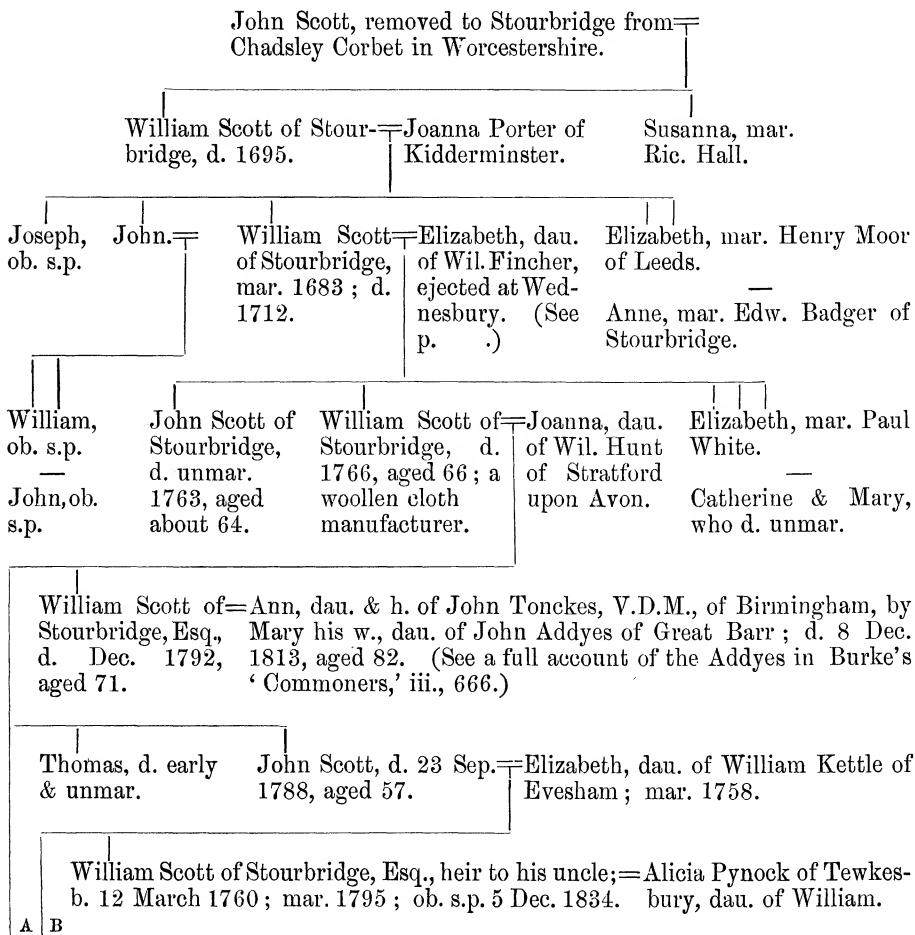 John Scott, removed to Stourbridge from
Chadsley Corbet in Worcestershire.
William Scott of Stour-
bridge, d. 1695.
Joanna Porter of
Kidderminster.
Susanna, mar.
Ric. Hall.
Joseph,
ob. s.p.
John.
William Scott
of Stourbridge,
mar. 1683 ; d.
1712.
Elizabeth, dau.
of Wil. Fincher,
ejected at Wed-
nesbury. (See
p. .)
Elizabeth, mar. Henry Moor
of Leeds.
—
Anne, mar. Edw. Badger of
Stourbridge.
William,
ob. s.p.
—
John, ob.
s.p.
John Scott of
Stourbridge,
d. unmar.
1763, aged
about 64.
William Scott of
Stourbridge, d.
1766, aged 66 ; a
woollen cloth
manufacturer.
Joanna, dau.
of Wil. Hunt
of Stratford
upon Avon.
Elizabeth, mar. Paul
White.
—
Catherine & Mary,
who d. unmar.
William Scott of
Stourbridge, Esq.,
d. Dec. 1792,
aged 71.
Ann, dau. & h. of John Tonckes, V.D.M., of Birmingham, by
Mary his w., dau. of John Addyes of Great Barr ; d. 8 Dec.
1813, aged 82. (See a full account of the Addyes in Burke's
‘ Commoners,’ iii., 666.)
Thomas, d. early
& unmar.
John Scott, d. 23 Sep.
1788, aged 57.
Elizabeth, dau. of William Kettle of
Evesham ; mar. 1758.
William Scott of Stourbridge, Esq., heir to his uncle;
b. 12 March 1760 ; mar. 1795 ; ob. s.p. 5 Dec. 1834.
Alicia Pynock of Tewkes-
bury, dau. of William.
A B